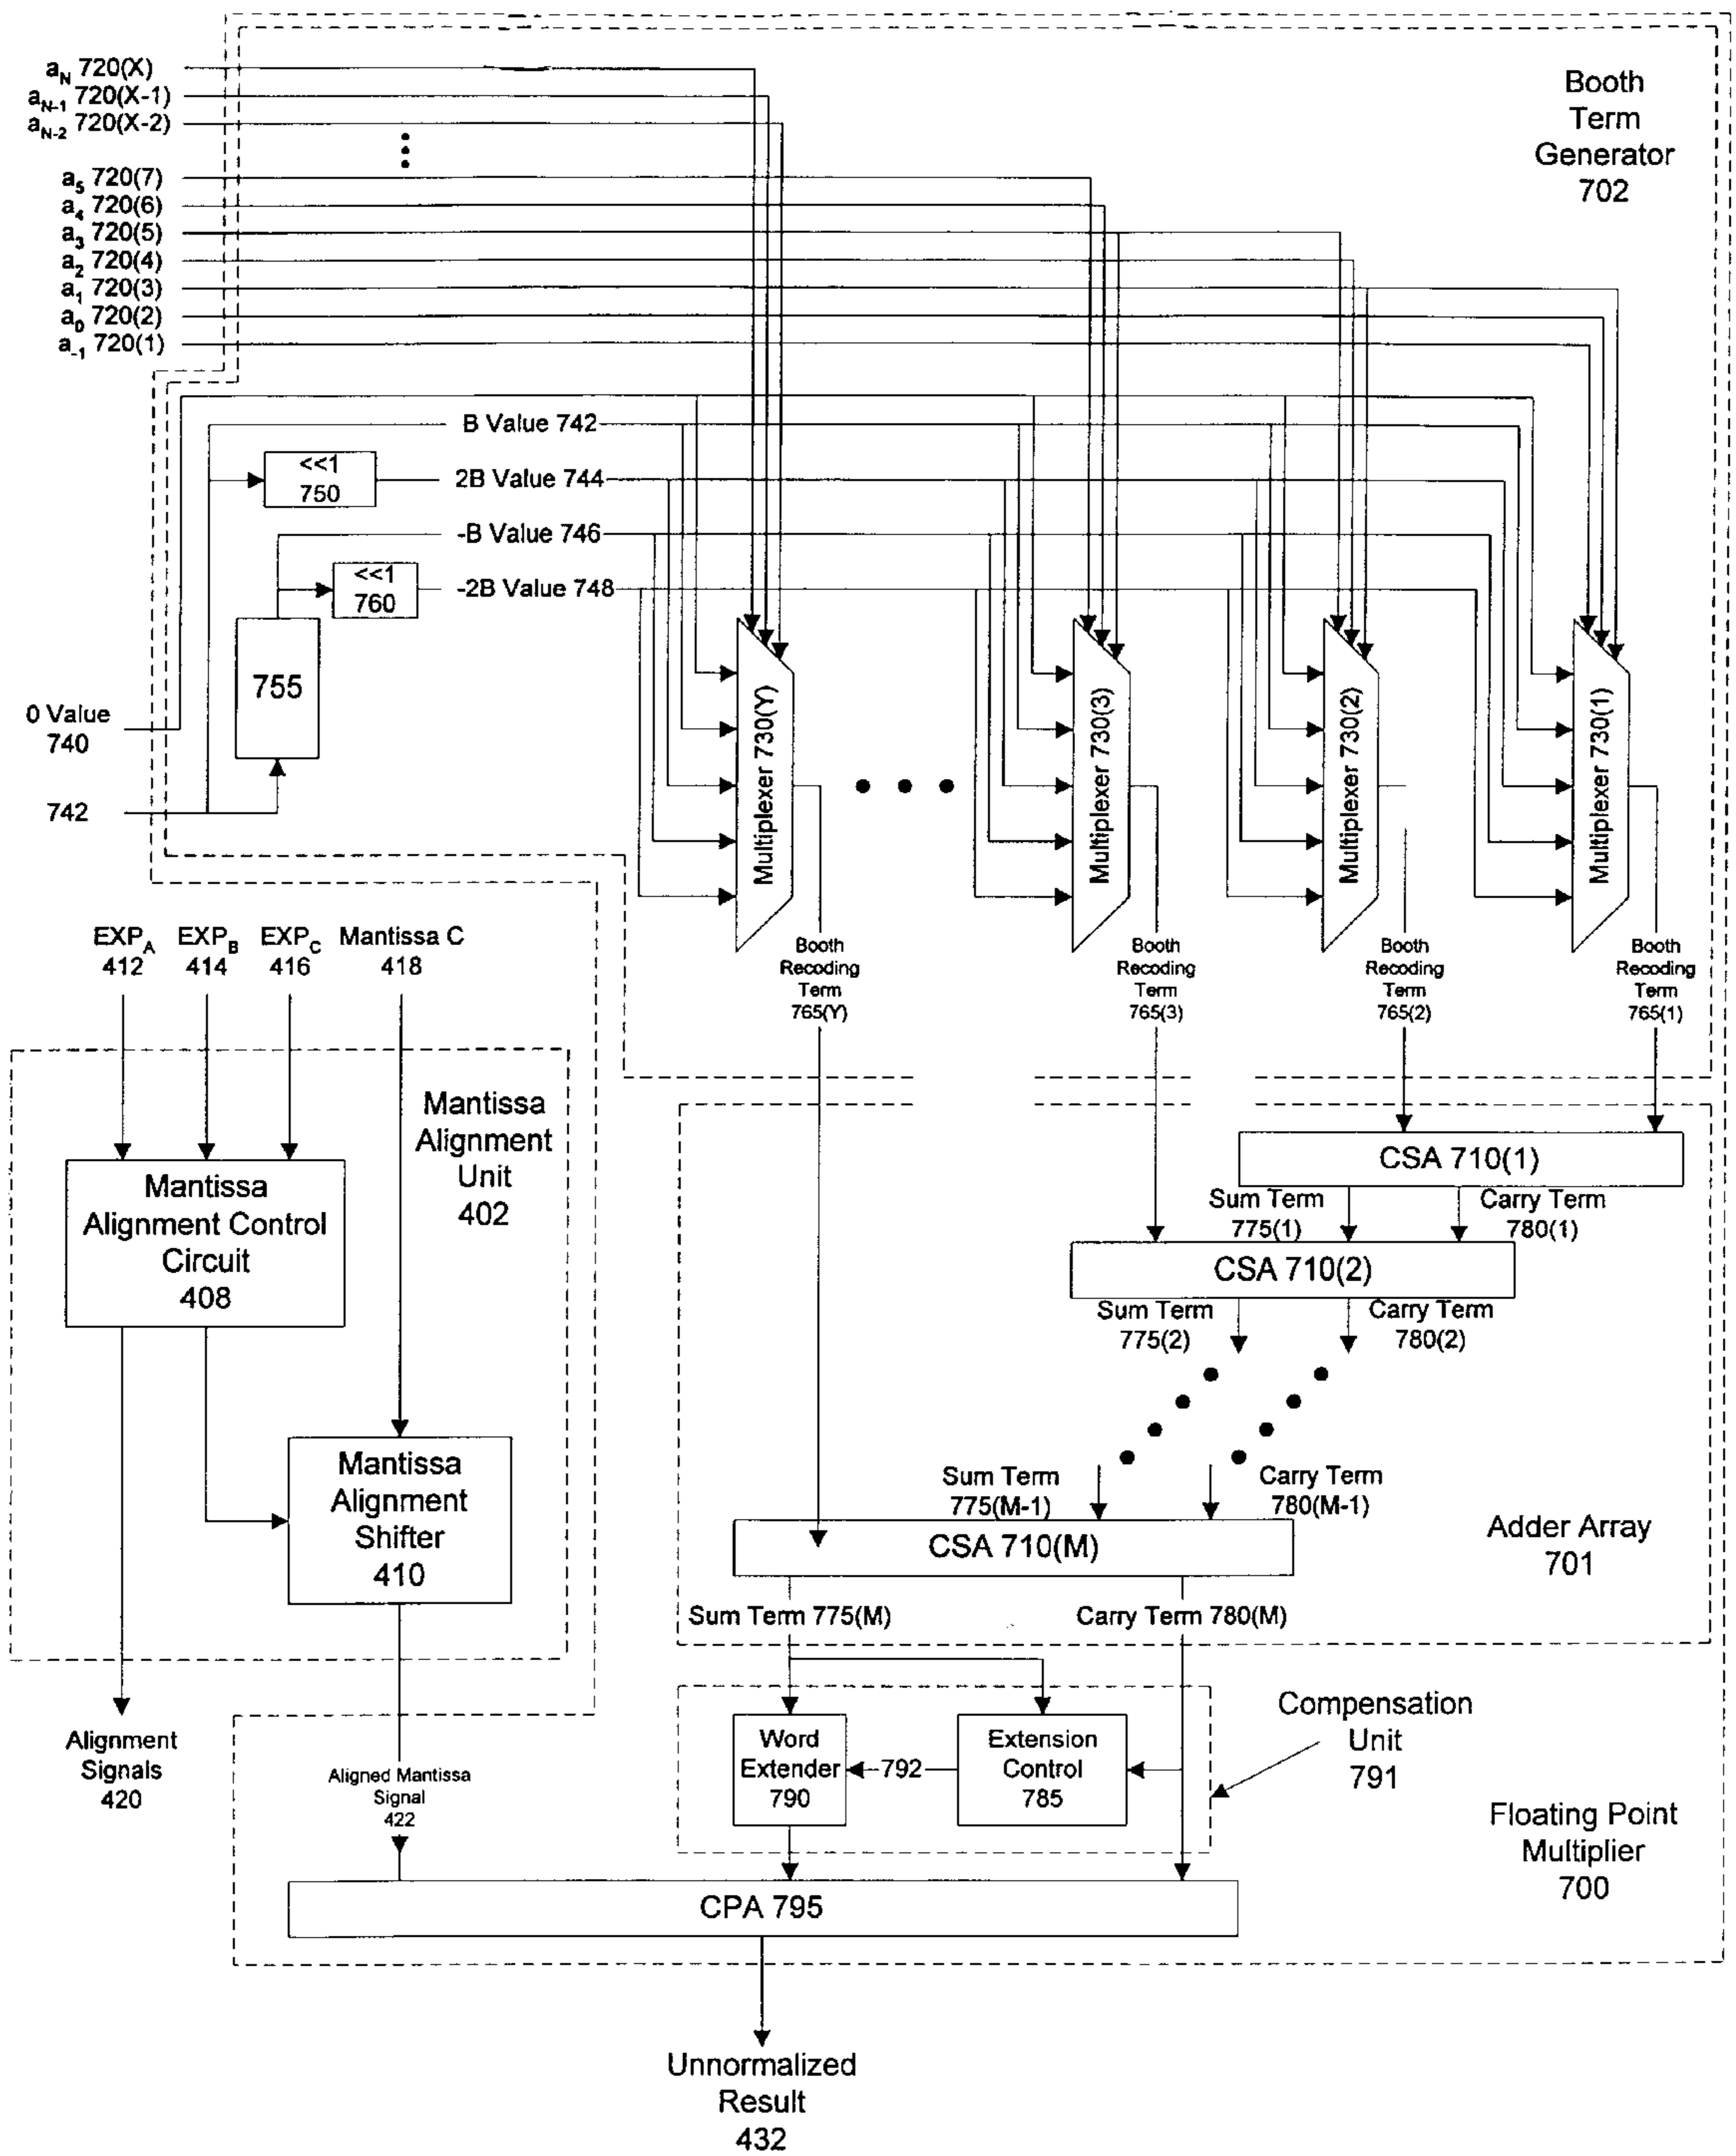 a_N 720(X)
a_N-1 720(X-1)
a_N-2 720(X-2)
a_5 720(7)
a_4 720(6)
a_3 720(5)
a_2 720(4)
a_1 720(3)
a_0 720(2)
a_-1 720(1)
Booth
Term
Generator
702
B Value 742
<<1
750
2B Value 744
-B Value 746
<<1
760
-2B Value 748
755
0 Value
740
742
Multiplexer 730(Y)
Multiplexer 730(3)
Multiplexer 730(2)
Multiplexer 730(1)
Booth
Recoding
Term
765(Y)
Booth
Recoding
Term
765(3)
Booth
Recoding
Term
765(2)
Booth
Recoding
Term
765(1)
EXP_A
412
EXP_B
414
EXP_C
416
Mantissa C
418
Mantissa
Alignment
Unit
402
Mantissa
Alignment Control
Circuit
408
Mantissa
Alignment
Shifter
410
CSA 710(1)
Sum Term
775(1)
Carry Term
780(1)
CSA 710(2)
Sum Term
775(2)
Carry Term
780(2)
Sum Term
775(M-1)
Carry Term
780(M-1)
CSA 710(M)
Adder Array
701
Sum Term 775(M)
Carry Term 780(M)
Alignment
Signals
420
Aligned Mantissa
Signal
422
Word
Extender
790
792
Extension
Control
785
Compensation
Unit
791
Floating Point
Multiplier
700
CPA 795
Unnormalized
Result
432